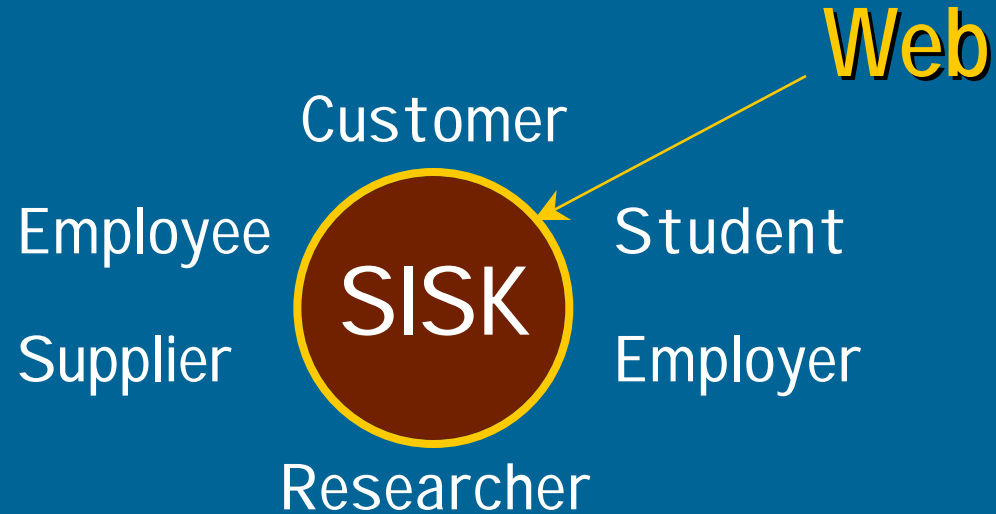 Web
Customer
Employee
Student
SISK
Supplier
Employer
Researcher